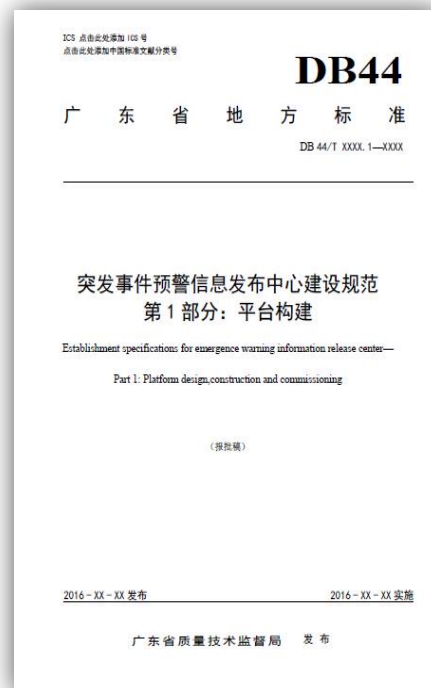 ICS 点击此处添加 ICS 号
点击此处添加中国标准文献分类号
DB44
广东省地方标准
DB 44/T XXXX.1—XXXX
突发事件预警信息发布中心建设规范
第 1 部分：平台构建
Establishment specifications for emergence warning information release center—
Part 1: Platform design,construction and commissioning
（报批稿）
2016-XX-XX 发布
2016-XX-XX 实施
广东省质量技术监督局 发布